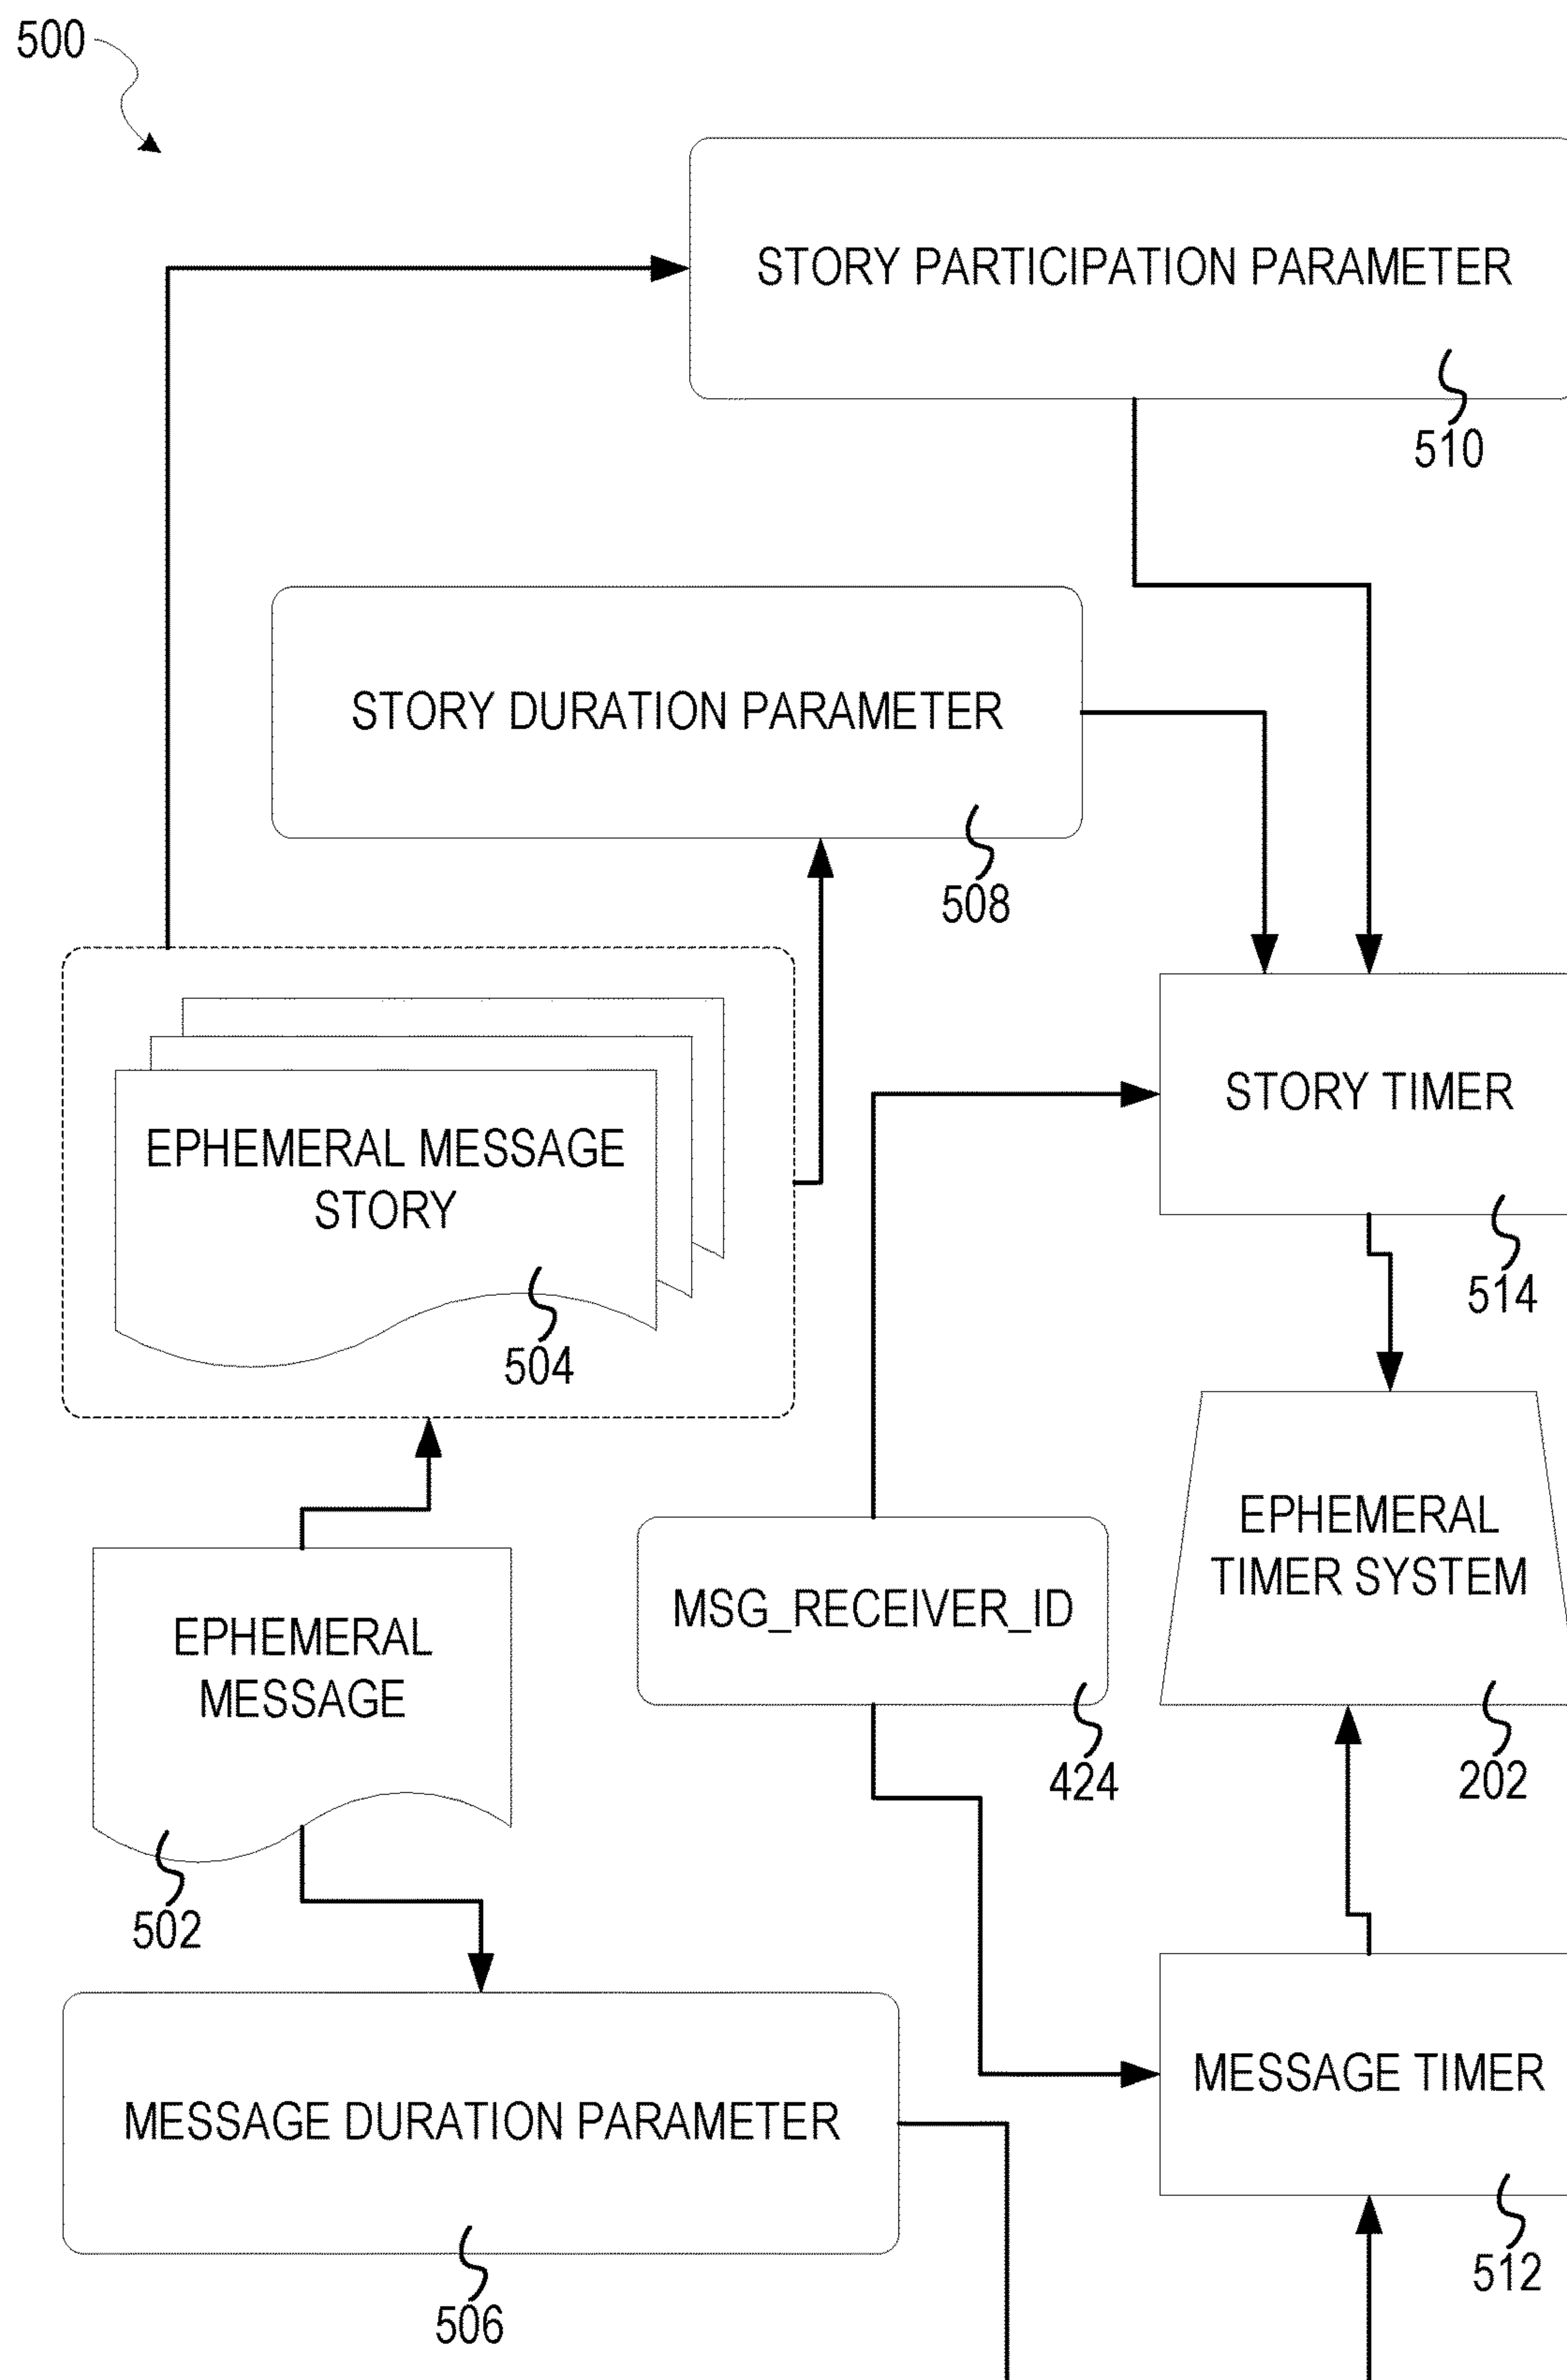 500
STORY PARTICIPATION PARAMETER
510
STORY DURATION PARAMETER
508
STORY TIMER
514
EPHEMERAL MESSAGE
STORY
504
EPHEMERAL
TIMER SYSTEM
202
MSG_RECEIVER_ID
424
EPHEMERAL
MESSAGE
502
MESSAGE TIMER
512
MESSAGE DURATION PARAMETER
506